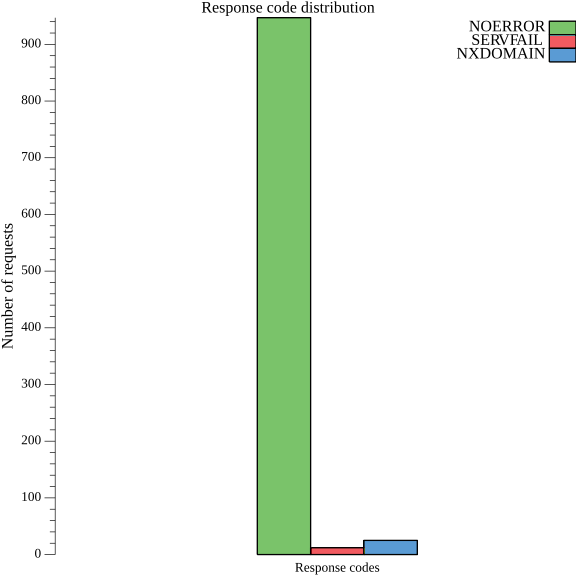 Response code distribution
NOERROR
SERVFAIL
NXDOMAIN
900
800
700
600
500
400
300
200
100
0
Number of requests
Response codes